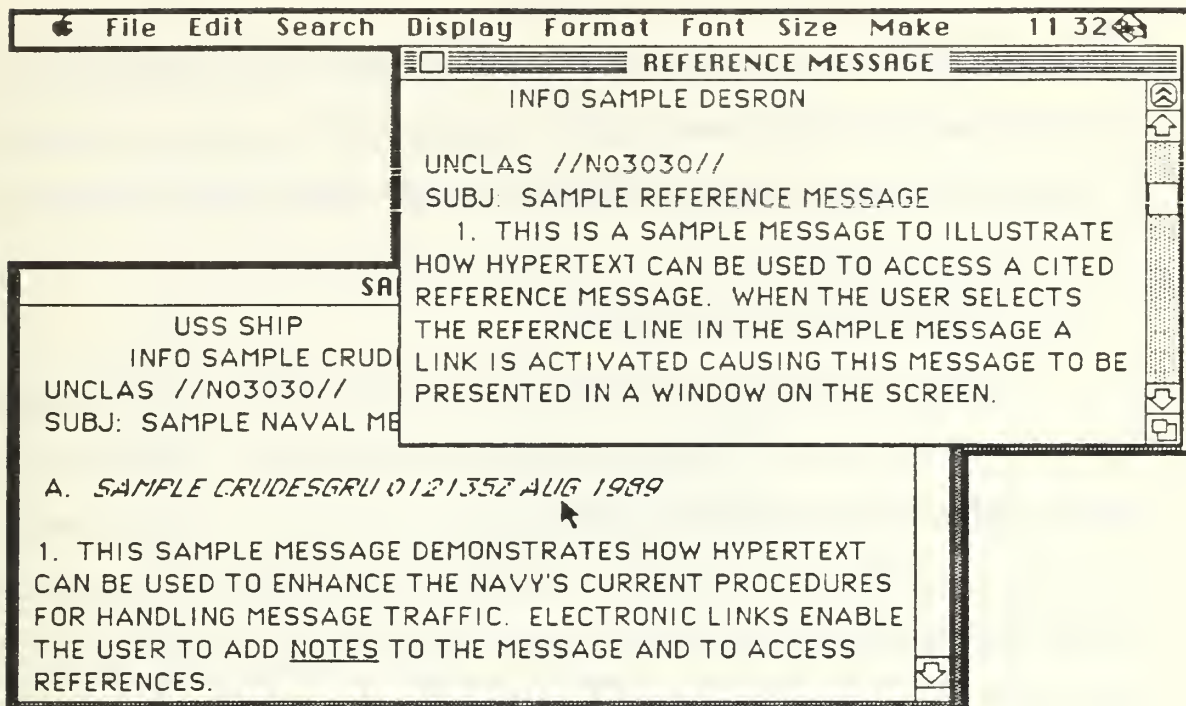 File Edit Search Display Format Font Size Make 11 32
REFERENCE MESSAGE
INFO SAMPLE DESRON
UNCLAS //N03030//
SUBJ: SAMPLE REFERENCE MESSAGE
1. THIS IS A SAMPLE MESSAGE TO ILLUSTRATE
HOW HYPERTEXT CAN BE USED TO ACCESS A CITED
REFERENCE MESSAGE. WHEN THE USER SELECTS
THE REFERNCE LINE IN THE SAMPLE MESSAGE A
LINK IS ACTIVATED CAUSING THIS MESSAGE TO BE
PRESENTED IN A WINDOW ON THE SCREEN.
SA
USS SHIP
INFO SAMPLE CRUD
UNCLAS //N03030//
SUBJ: SAMPLE NAVAL ME
A. SAMPLE CRUDESGRU 012135Z AUG 1989
1. THIS SAMPLE MESSAGE DEMONSTRATES HOW HYPERTEXT
CAN BE USED TO ENHANCE THE NAVY'S CURRENT PROCEDURES
FOR HANDLING MESSAGE TRAFFIC. ELECTRONIC LINKS ENABLE
THE USER TO ADD NOTES TO THE MESSAGE AND TO ACCESS
REFERENCES.